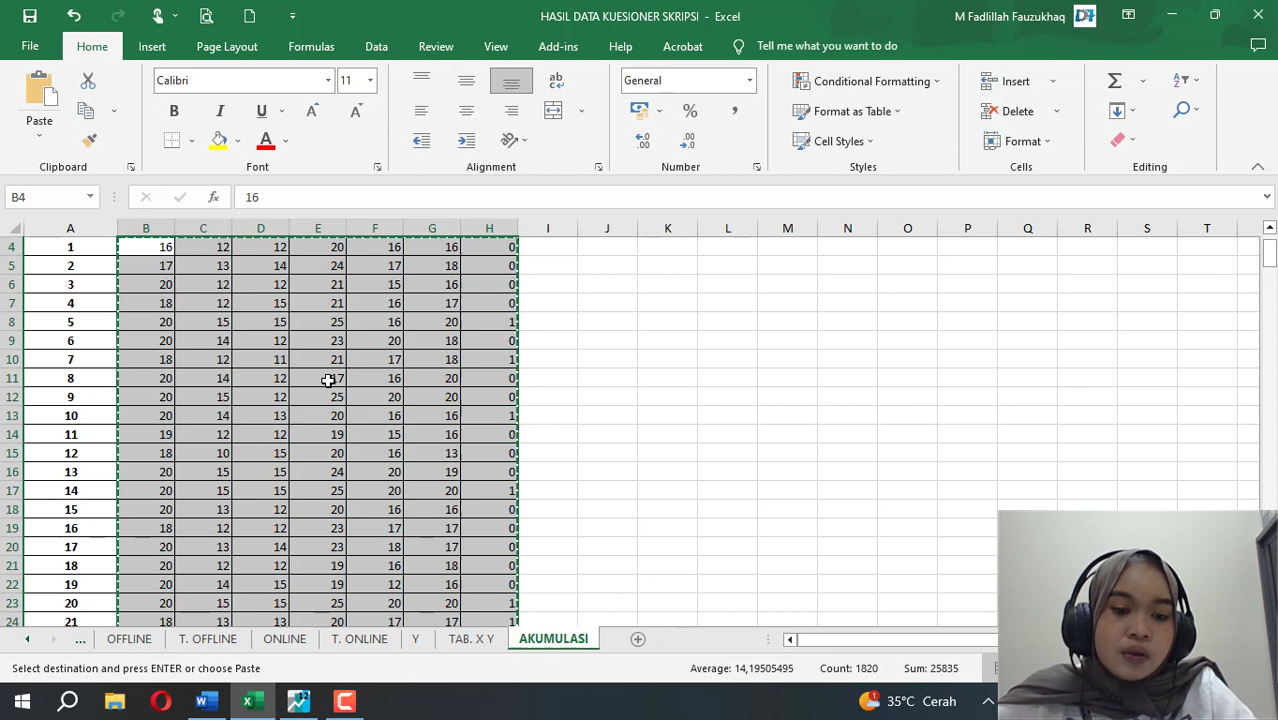 HASIL DATA KUESIONER SKRIPSI - Excel
M Fadlillah Fauzukhaq
File Home Insert Page Layout Formulas Data Review View Add-ins Help Acrobat Tell me what you want to do
Calibri 11 General Conditional Formatting Insert
Paste Format as Table Delete
Cell Styles Format
Clipboard Font Alignment Number Styles Cells Editing
B4 16
A B C D E F G H I J K L M N O P Q R S T
4 1 16 12 12 20 16 16 0
5 2 17 13 14 24 17 18 0
6 3 20 12 12 21 15 16 0
7 4 18 12 15 21 16 17 0
8 5 20 15 15 25 16 20 1
9 6 20 14 12 23 20 18 0
10 7 18 12 11 21 17 18 1
11 8 20 14 12 17 16 20 0
12 9 20 15 12 25 20 20 0
13 10 20 14 13 20 16 16 1
14 11 19 12 12 19 15 16 0
15 12 18 10 15 20 16 13 0
16 13 20 15 15 24 20 19 0
17 14 20 15 15 25 20 20 1
18 15 20 13 12 20 16 16 0
19 16 18 12 12 23 17 17 0
20 17 20 13 14 23 18 17 0
21 18 20 12 12 19 16 18 0
22 19 20 14 15 19 12 16 0
23 20 20 15 15 25 20 20 1
24 21 18 13 13 20 17 17 1
... OFFLINE T. OFFLINE ONLINE T. ONLINE Y TAB. X Y AKUMULASI
Select destination and press ENTER or choose Paste Average: 14,19505495 Count: 1820 Sum: 25835
35°C Cerah